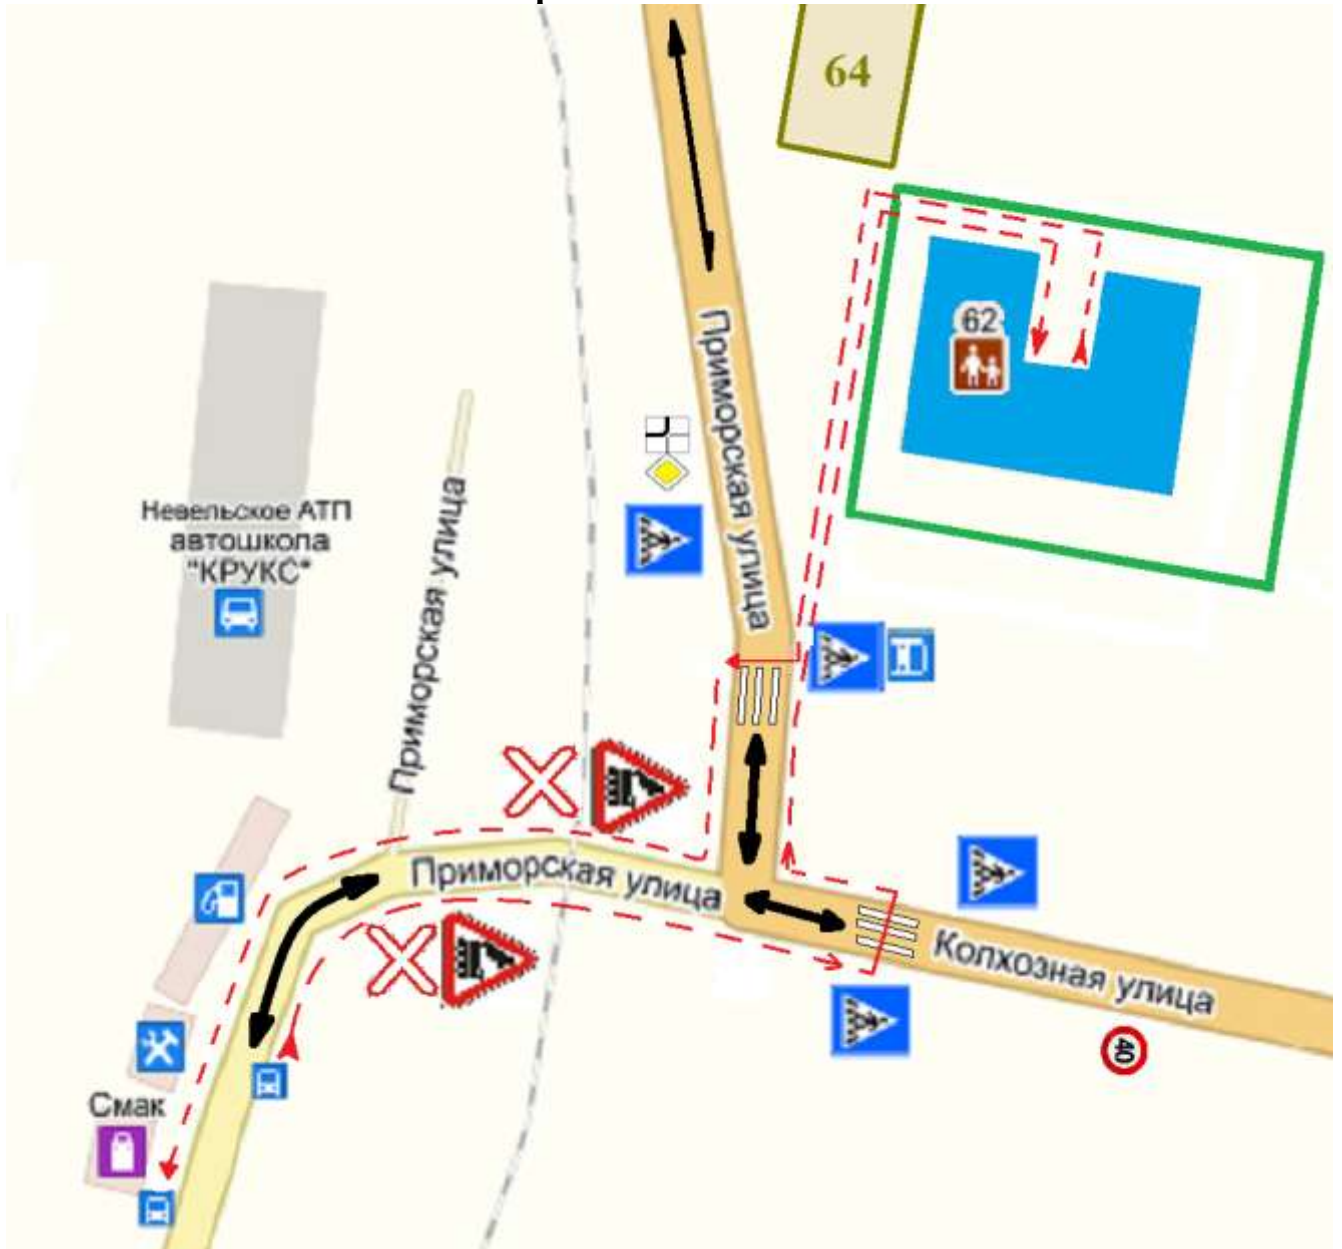 64
62
Приморская улица
Невельское АТП
автошкола
"КРУКС"
Приморская улица
Приморская улица
Колхозная улица
40
Смак